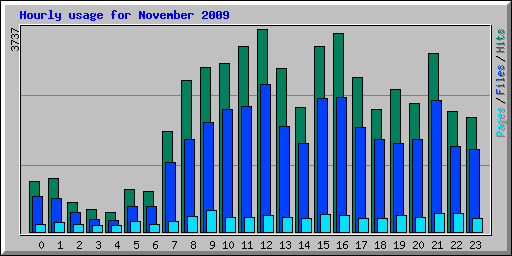 Hourly usage for November 2009
3737
Pages / Files / Hits
0 1 2 3 4 5 6 7 8 9 10 11 12 13 14 15 16 17 18 19 20 21 22 23